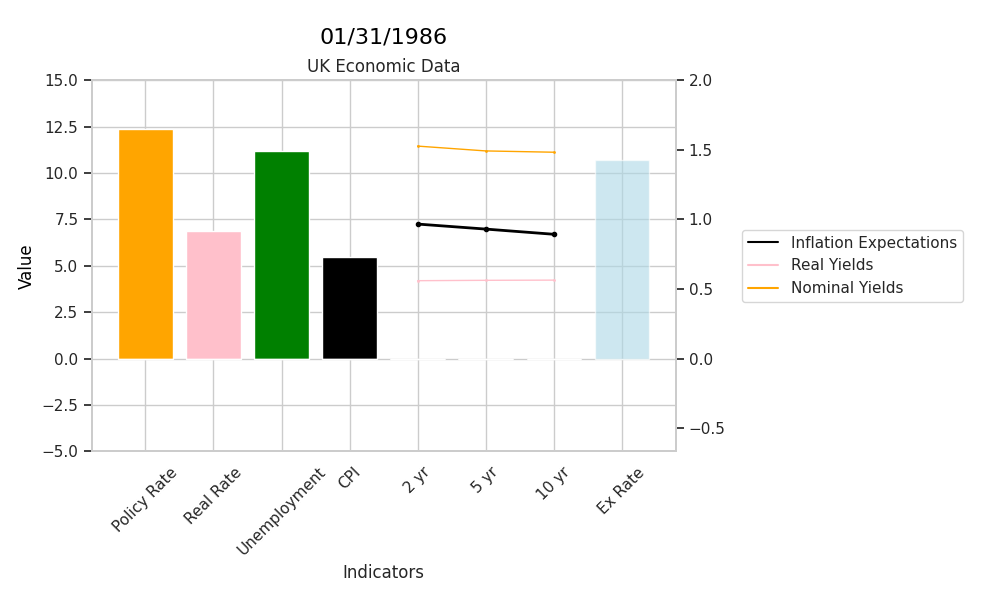 01/31/1986
UK Economic Data
15.0
12.5
10.0
7.5
5.0
2.5
0.0
−2.5
−5.0
Value
2.0
1.5
1.0
0.5
0.0
−0.5
Policy Rate
Real Rate
Unemployment
CPI
2 yr
5 yr
10 yr
Ex Rate
Indicators
Inflation Expectations
Real Yields
Nominal Yields